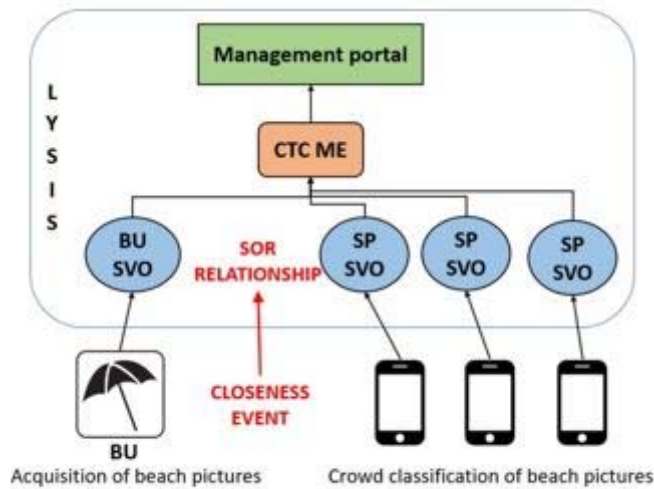 Management portal
L
Y
S
I
S
CTC ME
BU
SVO
SOR
RELATIONSHIP
SP
SVO
SP
SVO
SP
SVO
CLOSENESS
EVENT
BU
Acquisition of beach pictures
Crowd classification of beach pictures